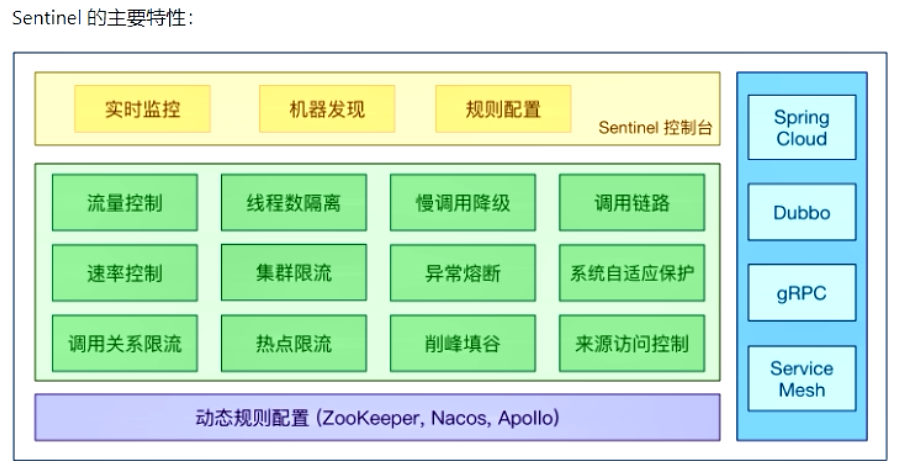 Sentinel 的主要特性：
实时监控
机器发现
规则配置
Sentinel 控制台
流量控制
线程数隔离
慢调用降级
调用链路
速率控制
集群限流
异常熔断
系统自适应保护
调用关系限流
热点限流
削峰填谷
来源访问控制
动态规则配置 (ZooKeeper, Nacos, Apollo)
Spring
Cloud
Dubbo
gRPC
Service
Mesh